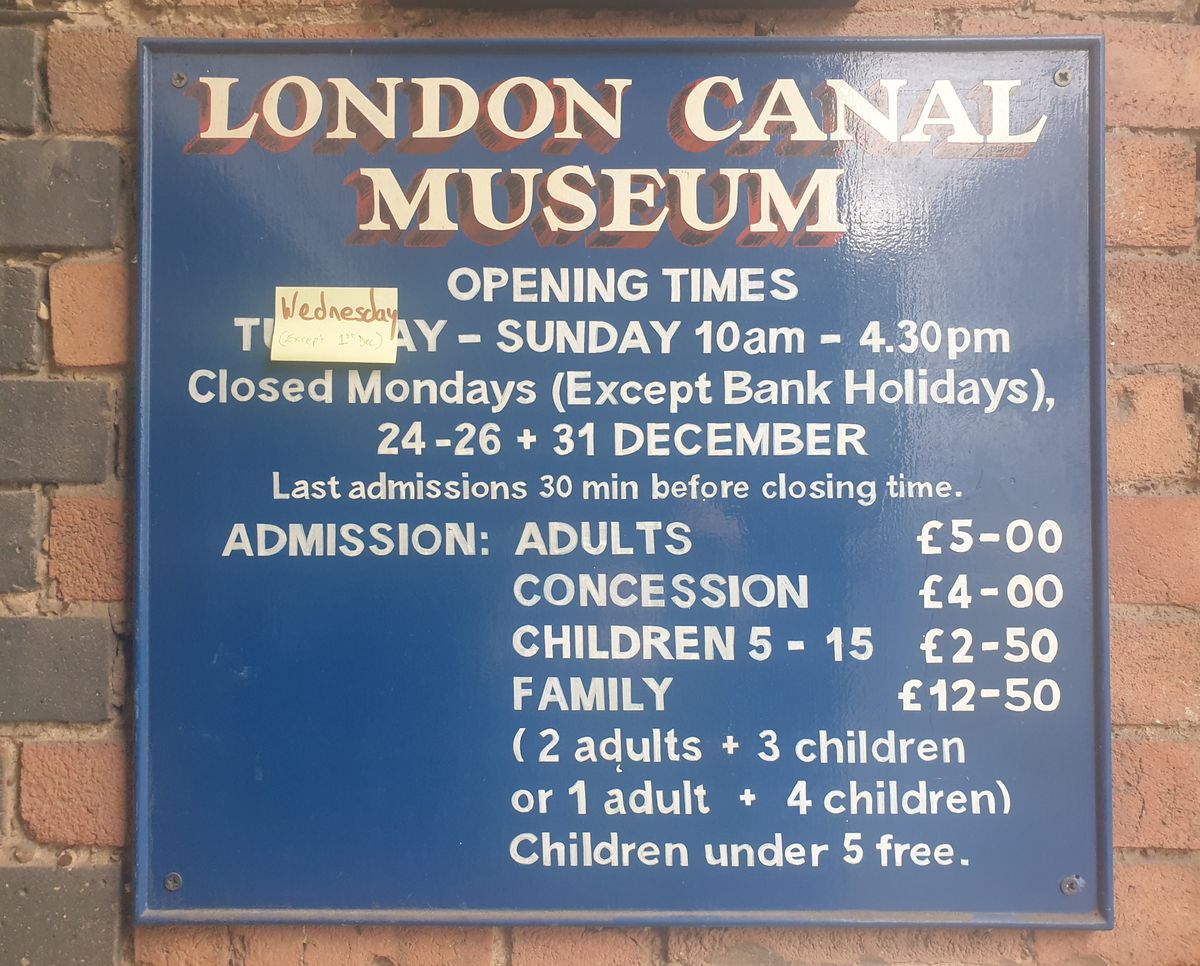 LONDON CANAL
MUSEUM
OPENING TIMES
Wednesday
(Except 1st Dec)
TU AY - SUNDAY 10am - 4.30pm
Closed Mondays (Except Bank Holidays),
24-26 + 31 DECEMBER
Last admissions 30 min before closing time.
ADMISSION: ADULTS £5-00
CONCESSION £4-00
CHILDREN 5 - 15 £2-50
FAMILY £12-50
( 2 adults + 3 children
or 1 adult + 4 children)
Children under 5 free.